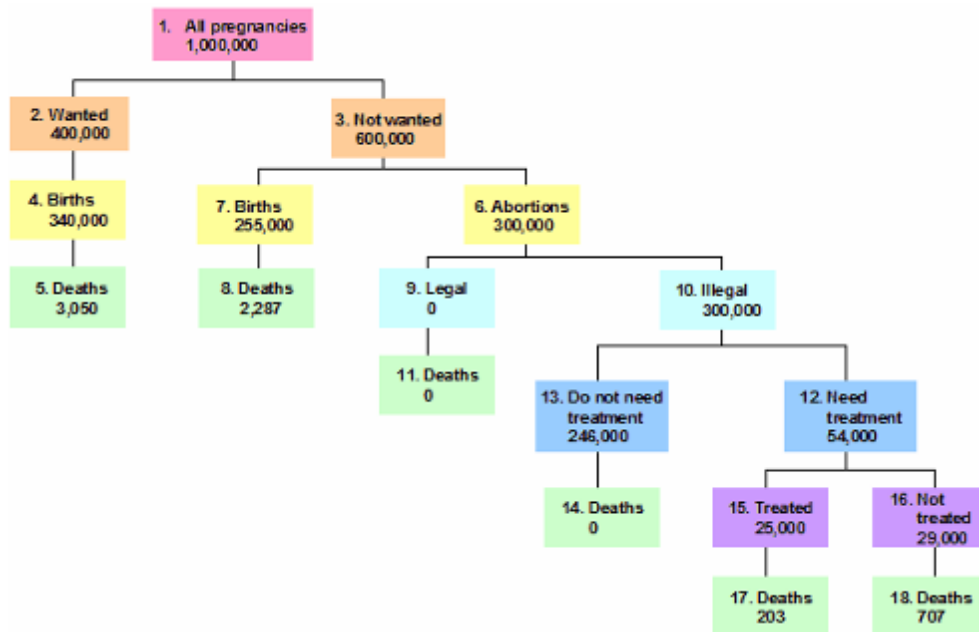 1. All pregnancies
1,000,000
2. Wanted
400,000
3. Not wanted
600,000
4. Births
340,000
7. Births
255,000
6. Abortions
300,000
5. Deaths
3,050
8. Deaths
2,287
9. Legal
0
10. Illegal
300,000
11. Deaths
0
13. Do not need
treatment
246,000
12. Need
treatment
54,000
14. Deaths
0
15. Treated
25,000
16. Not
treated
29,000
17. Deaths
203
18. Deaths
707